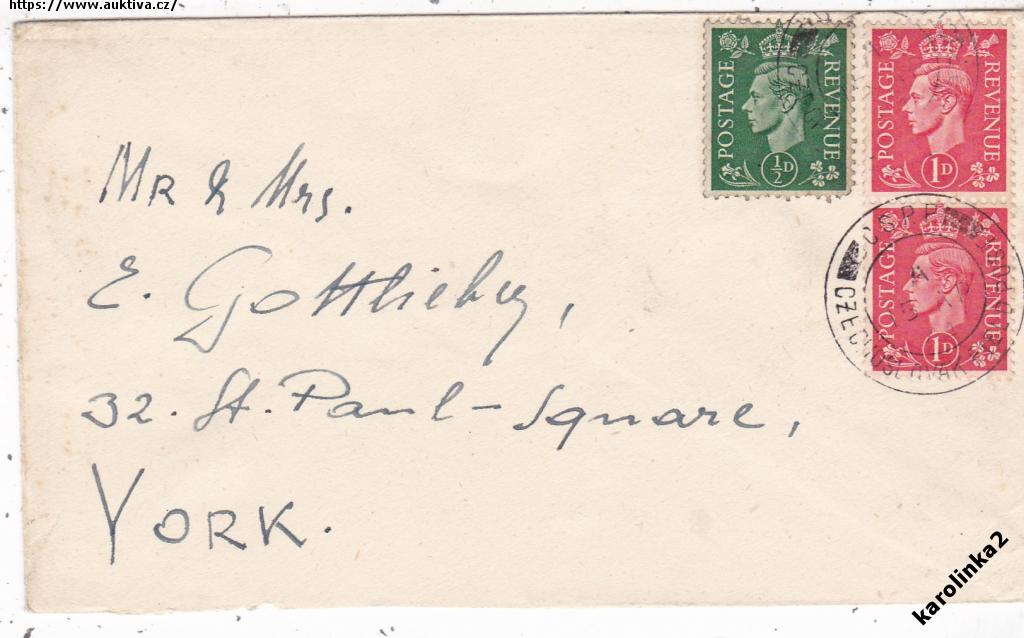 https://www.auktiva.cz/
POSTAGE REVENUE
½D
POSTAGE REVENUE
1D
Mr & Mrs.
E. Gottlieb
POSTAGE REVENUE
1D
32. St. Paul-Square,
YORK.
karolinka2